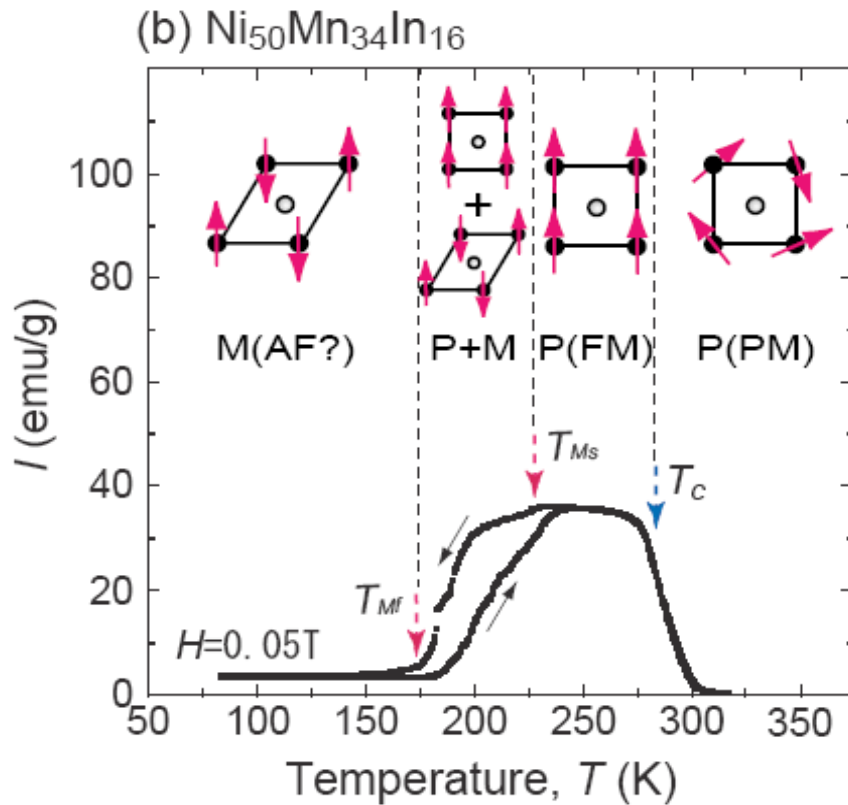 (b) Ni50Mn34In16
100
80
60
40
20
0
I (emu/g)
+
M(AF?) P+M P(FM) P(PM)
TMs
TC
TMf
H=0.05T
50 100 150 200 250 300 350
Temperature, T (K)